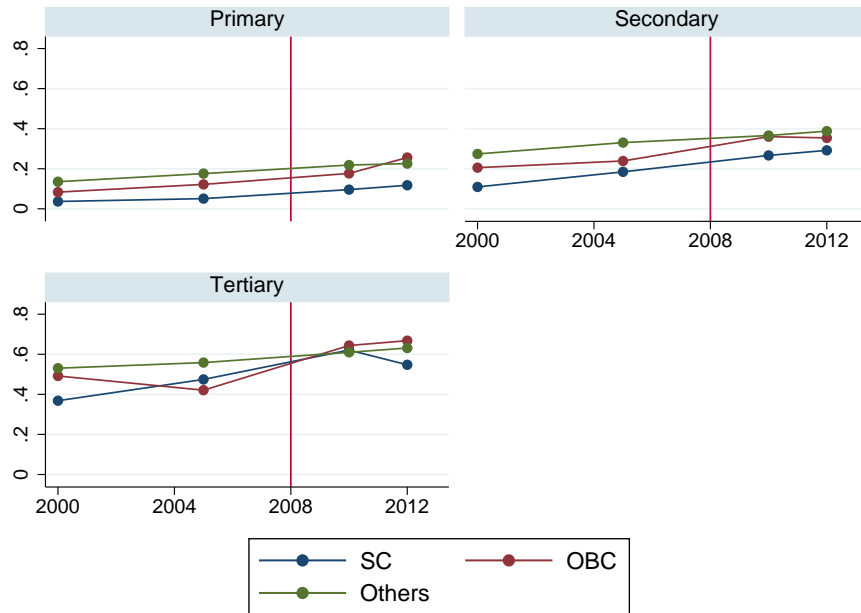 Primary
Secondary
0 .2 .4 .6 .8
2000 2004 2008 2012
Tertiary
0 .2 .4 .6 .8
2000 2004 2008 2012
SC OBC
Others